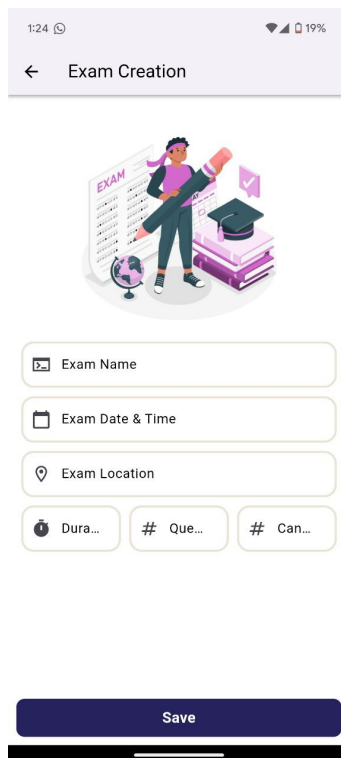 1:24 19%
Exam Creation
EXAM
Exam Name
Exam Date & Time
Exam Location
Dura... # Que... # Can...
Save